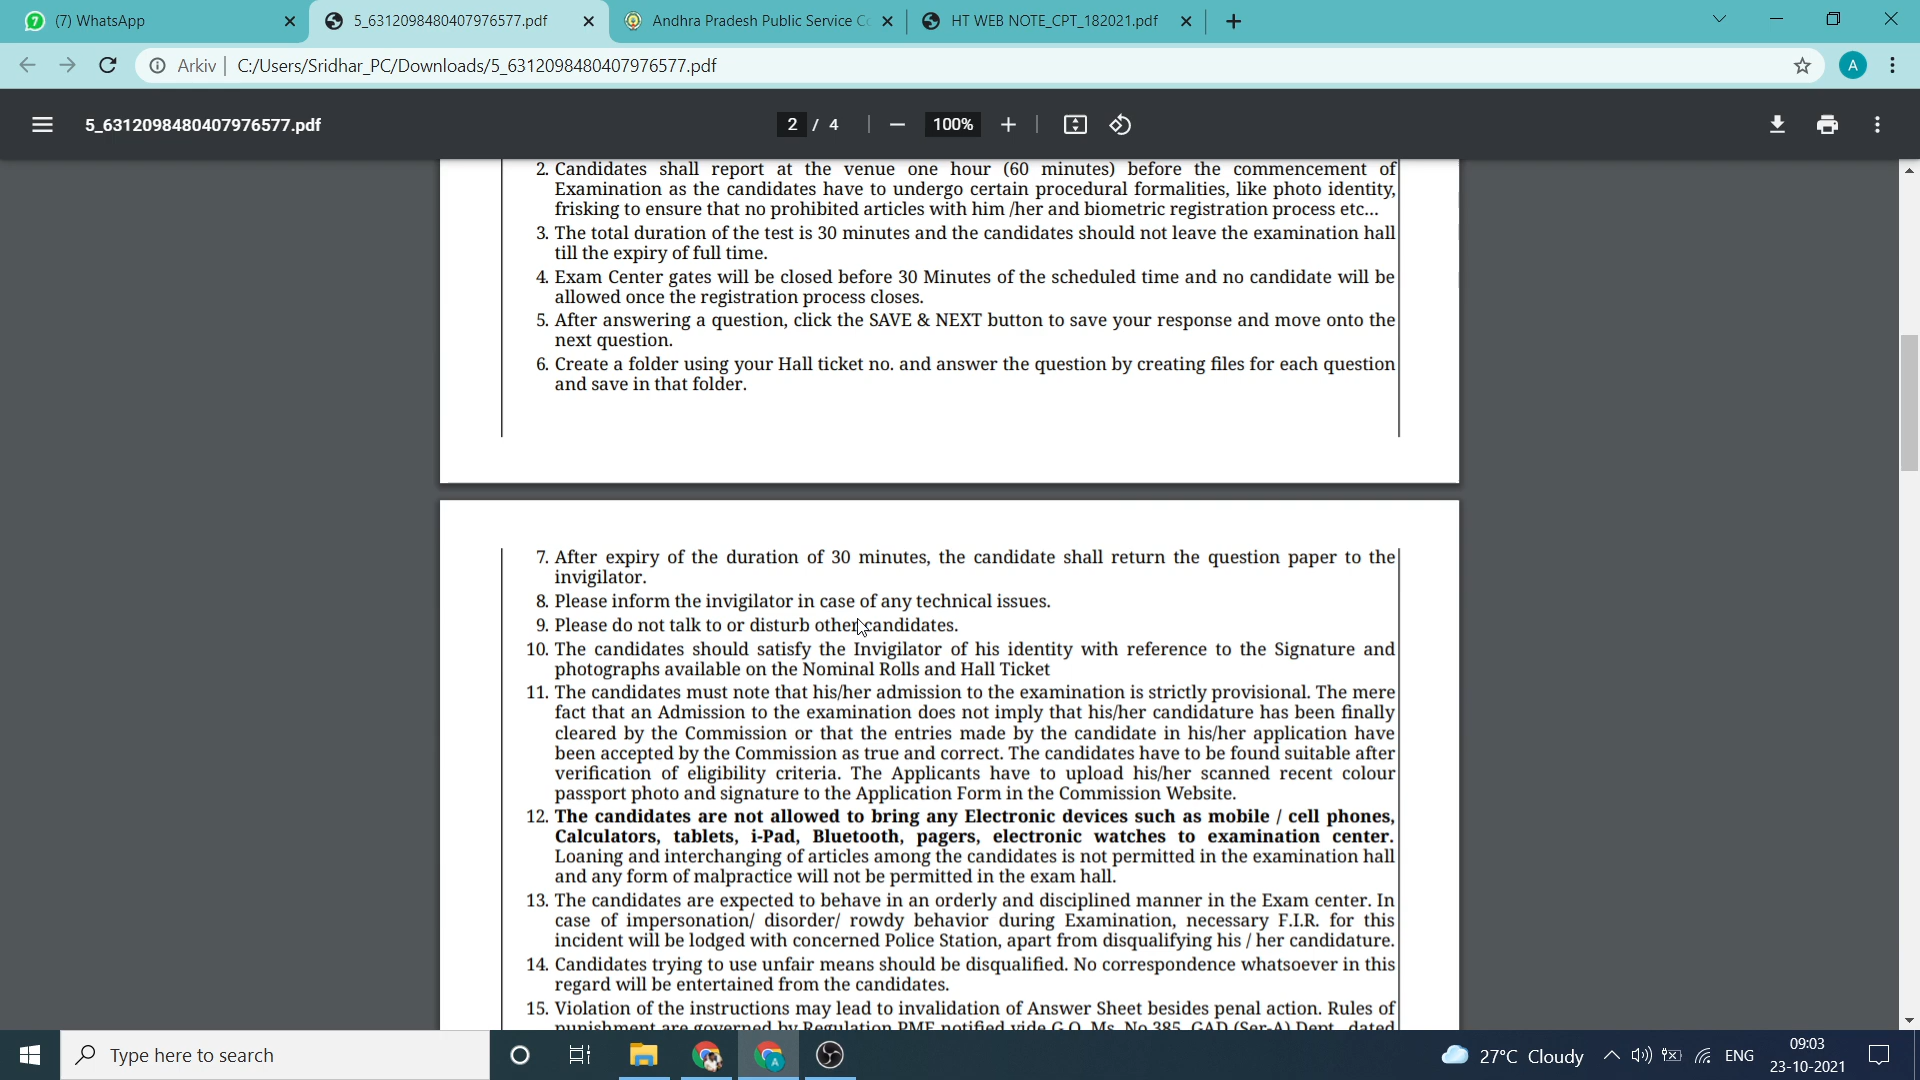 (7) WhatsApp
5_6312098480407976577.pdf
Andhra Pradesh Public Service C
HT WEB NOTE_CPT_182021.pdf
Arkiv | C:/Users/Sridhar_PC/Downloads/5_6312098480407976577.pdf
A
5_6312098480407976577.pdf
2 / 4
100%
2. Candidates shall report at the venue one hour (60 minutes) before the commencement of
Examination as the candidates have to undergo certain procedural formalities, like photo identity,
frisking to ensure that no prohibited articles with him /her and biometric registration process etc...
3. The total duration of the test is 30 minutes and the candidates should not leave the examination hall
till the expiry of full time.
4. Exam Center gates will be closed before 30 Minutes of the scheduled time and no candidate will be
allowed once the registration process closes.
5. After answering a question, click the SAVE & NEXT button to save your response and move onto the
next question.
6. Create a folder using your Hall ticket no. and answer the question by creating files for each question
and save in that folder.
7. After expiry of the duration of 30 minutes, the candidate shall return the question paper to the
invigilator.
8. Please inform the invigilator in case of any technical issues.
9. Please do not talk to or disturb other candidates.
10. The candidates should satisfy the Invigilator of his identity with reference to the Signature and
photographs available on the Nominal Rolls and Hall Ticket
11. The candidates must note that his/her admission to the examination is strictly provisional. The mere
fact that an Admission to the examination does not imply that his/her candidature has been finally
cleared by the Commission or that the entries made by the candidate in his/her application have
been accepted by the Commission as true and correct. The candidates have to be found suitable after
verification of eligibility criteria. The Applicants have to upload his/her scanned recent colour
passport photo and signature to the Application Form in the Commission Website.
12. The candidates are not allowed to bring any Electronic devices such as mobile / cell phones,
Calculators, tablets, i-Pad, Bluetooth, pagers, electronic watches to examination center.
Loaning and interchanging of articles among the candidates is not permitted in the examination hall
and any form of malpractice will not be permitted in the exam hall.
13. The candidates are expected to behave in an orderly and disciplined manner in the Exam center. In
case of impersonation/ disorder/ rowdy behavior during Examination, necessary F.I.R. for this
incident will be lodged with concerned Police Station, apart from disqualifying his / her candidature.
14. Candidates trying to use unfair means should be disqualified. No correspondence whatsoever in this
regard will be entertained from the candidates.
15. Violation of the instructions may lead to invalidation of Answer Sheet besides penal action. Rules of
punishment are governed by Regulation PME notified vide G.O. Ms. No.385, GAD (Ser-A) Dept., dated
Type here to search
27°C Cloudy
ENG
09:03
23-10-2021